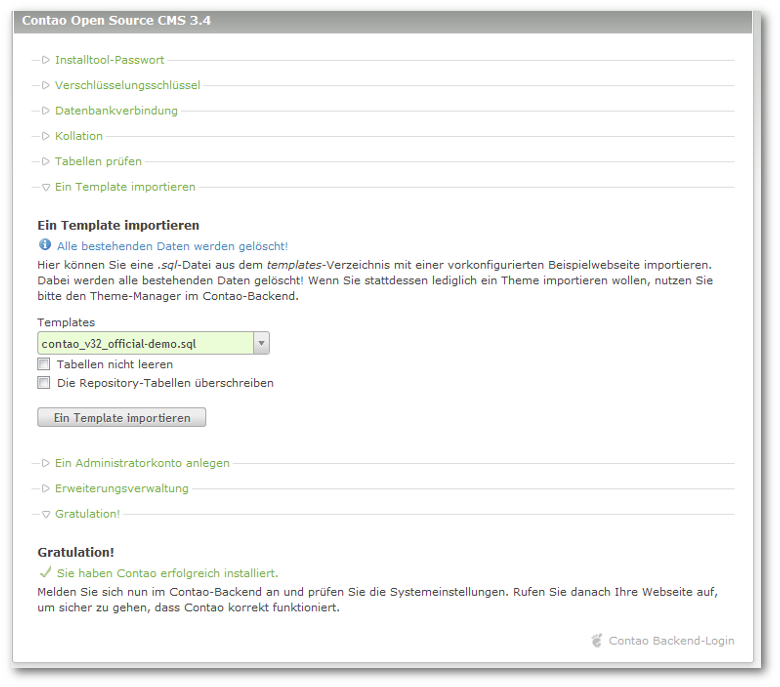 Contao Open Source CMS 3.4
Installtool-Passwort
Verschlüsselungsschlüssel
Datenbankverbindung
Kollation
Tabellen prüfen
Ein Template importieren
Ein Template importieren
Alle bestehenden Daten werden gelöscht!
Hier können Sie eine .sql-Datei aus dem templates-Verzeichnis mit einer vorkonfigurierten Beispielwebseite importieren.
Dabei werden alle bestehenden Daten gelöscht! Wenn Sie stattdessen lediglich ein Theme importieren wollen, nutzen Sie
bitte den Theme-Manager im Contao-Backend.
Templates
contao_v32_official-demo.sql
Tabellen nicht leeren
Die Repository-Tabellen überschreiben
Ein Template importieren
Ein Administratorkonto anlegen
Erweiterungsverwaltung
Gratulation!
Gratulation!
Sie haben Contao erfolgreich installiert.
Melden Sie sich nun im Contao-Backend an und prüfen Sie die Systemeinstellungen. Rufen Sie danach Ihre Webseite auf,
um sicher zu gehen, dass Contao korrekt funktioniert.
Contao Backend-Login